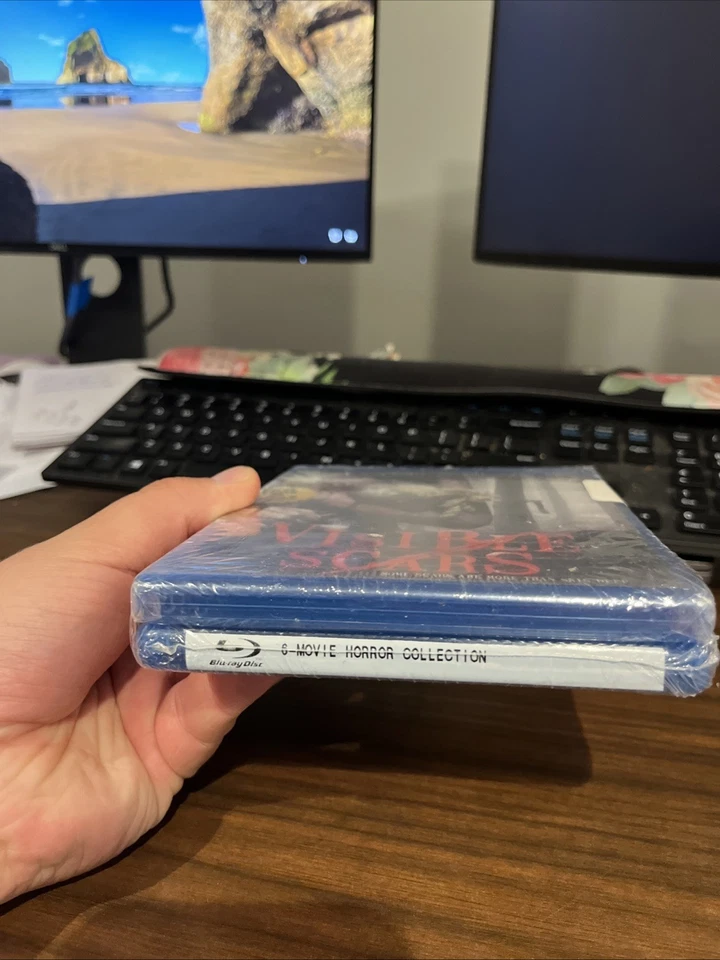 VISIBLE
SCARS
Blu-ray Disc
6-MOVIE HORROR COLLECTION